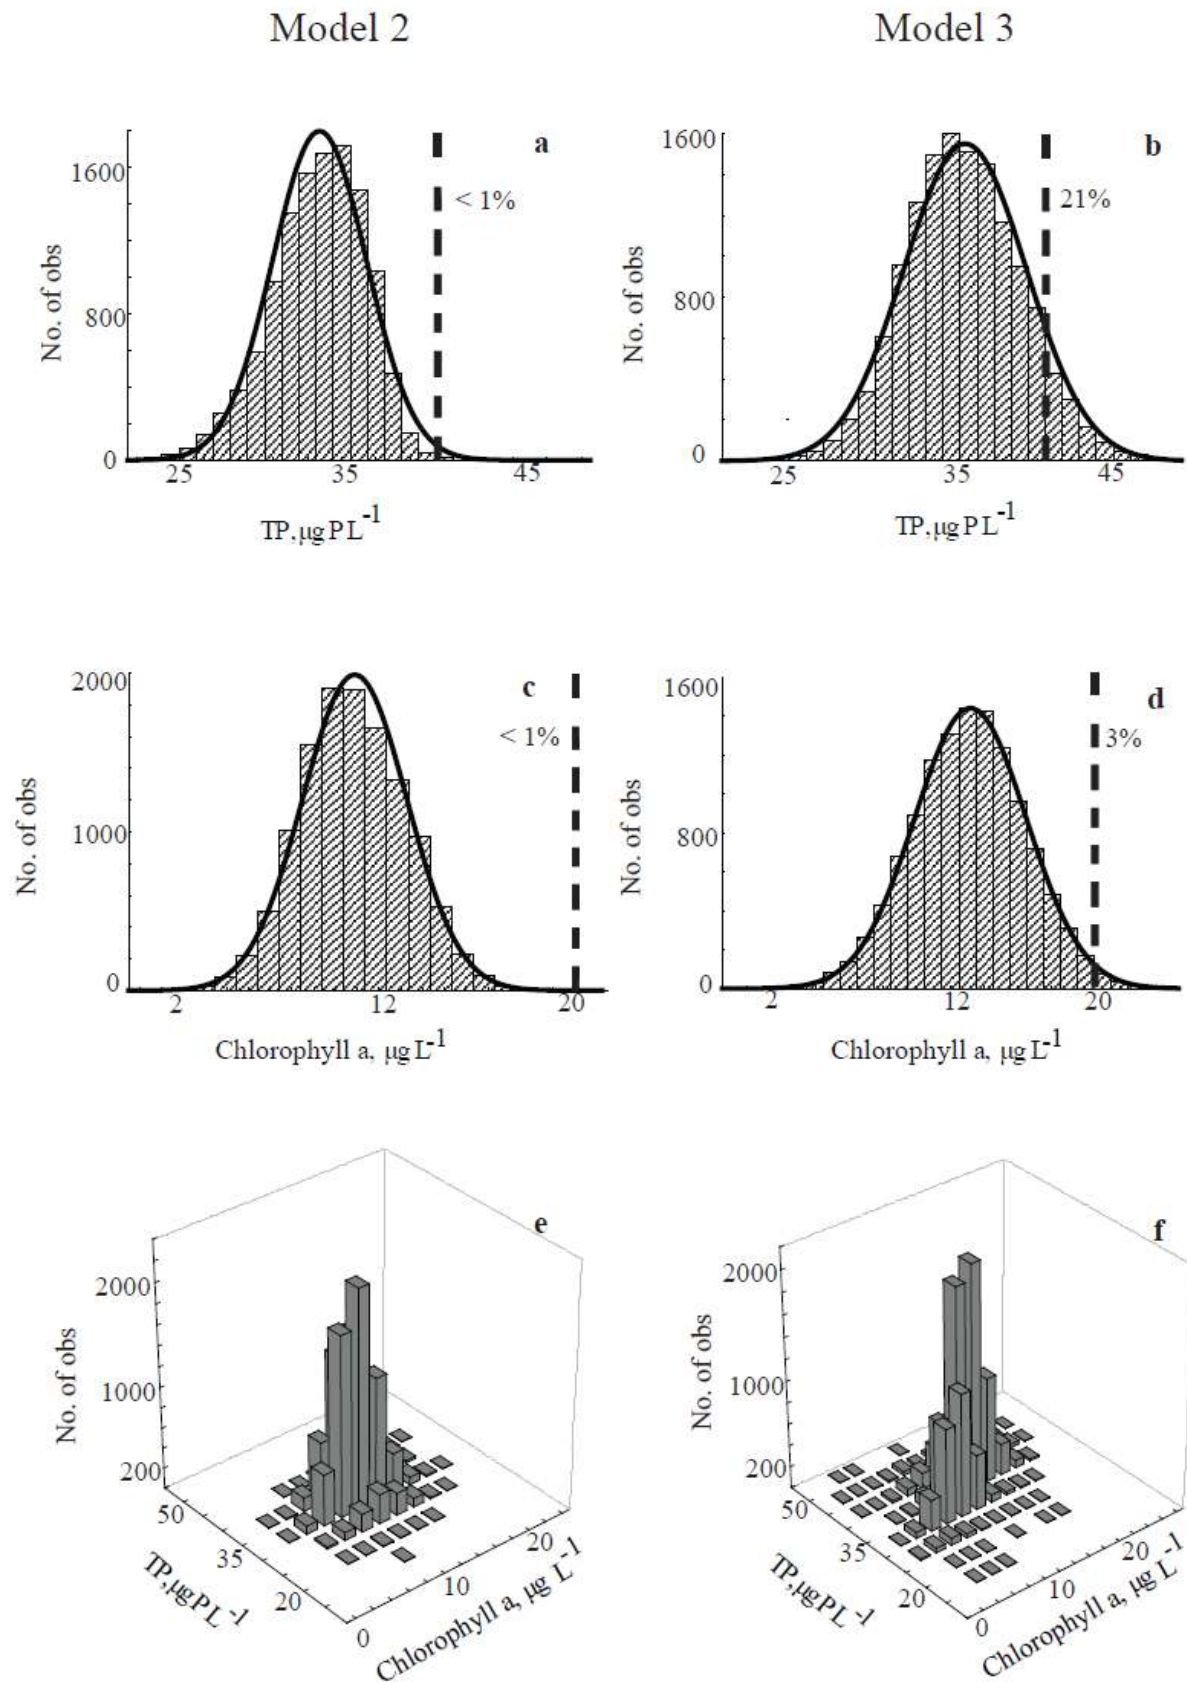 Model 2
Model 3
a
1600
< 1%
No. of obs
800
0
25
35
45
TP,µg P L-1
b
1600
21%
No. of obs
800
0
25
35
45
TP,µg P L-1
c
2000
< 1%
No. of obs
1000
0
2
12
20
Chlorophyll a, µg L-1
d
1600
3%
No. of obs
800
0
2
12
20
Chlorophyll a, µg L-1
e
2000
No. of obs
1000
200
50
35
20
TP,µg P L-1
0
10
20
Chlorophyll a, µg L-1
f
2000
No. of obs
1000
200
50
35
20
TP,µg P L-1
0
10
20
Chlorophyll a, µg L-1